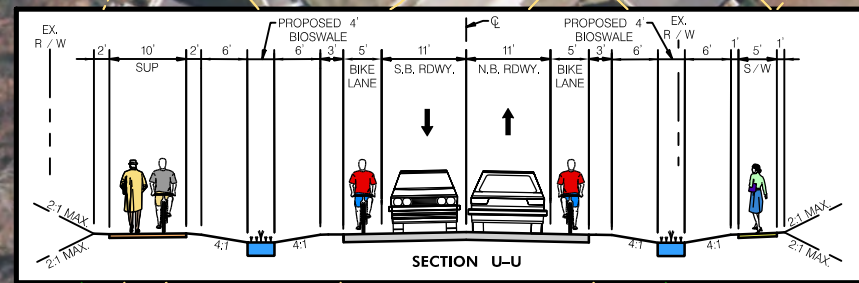 EX.
R / W
PROPOSED 4'
BIOSWALE
℄
PROPOSED 4'
BIOSWALE
EX.
R / W
2' 10' 2' 6' 6' 3' 5' 11' 11' 5' 3' 6' 6' 1' 5' 1'
SUP
BIKE
LANE
S.B. RDWY.
N.B. RDWY.
BIKE
LANE
S/W
2:1 MAX.
2:1 MAX.
4:1
4:1
4:1
4:1
2:1 MAX.
2:1 MAX.
SECTION U-U